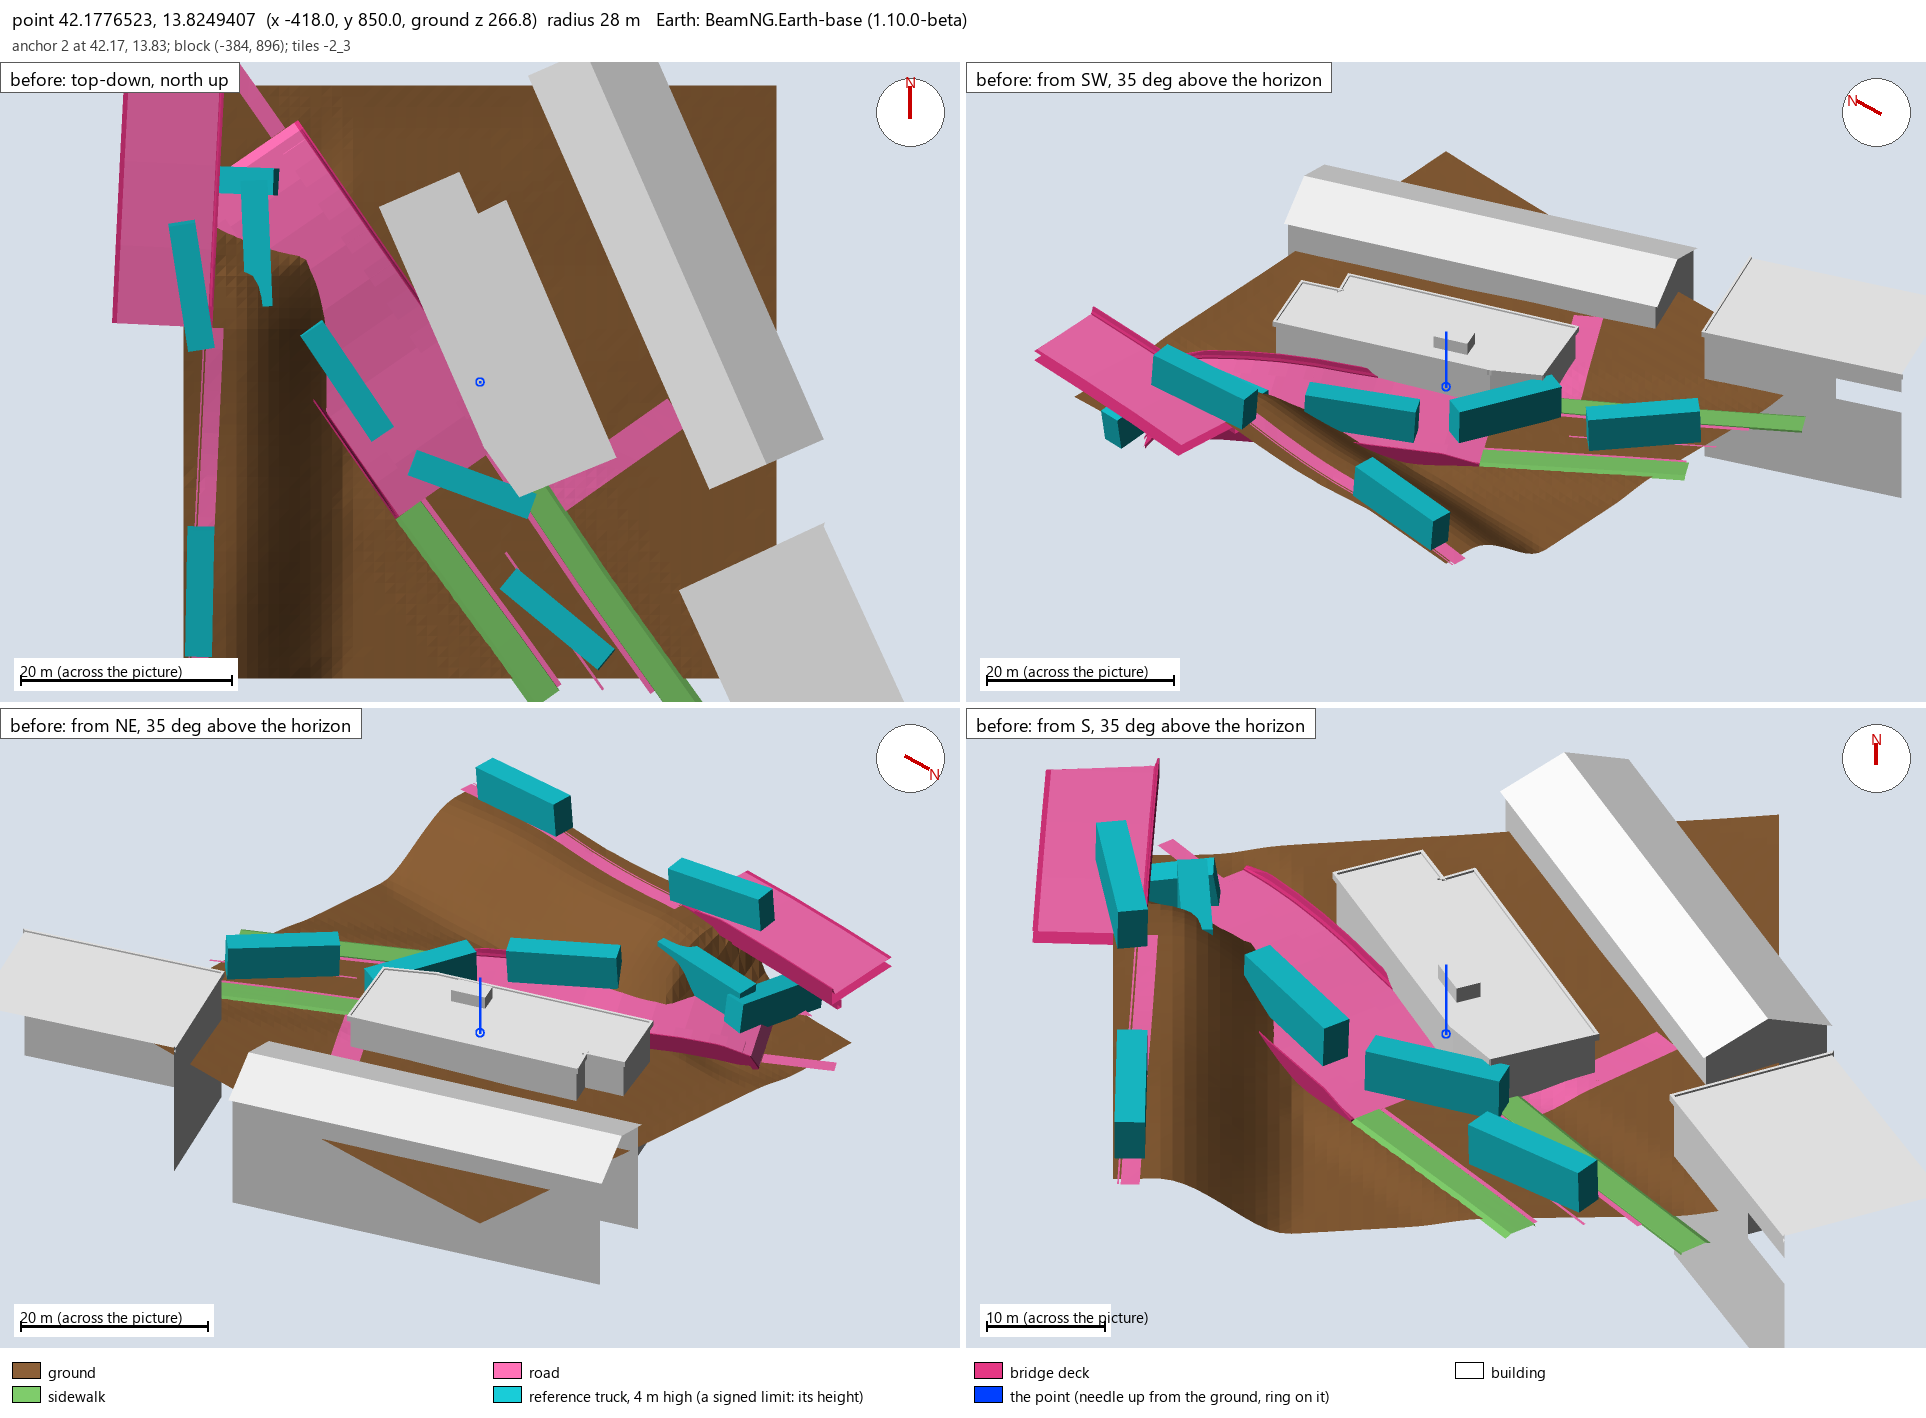 point 42.1776523, 13.8249407  (x -418.0, y 850.0, ground z 266.8)  radius 28 m   Earth: BeamNG.Earth-base (1.10.0-beta)
anchor 2 at 42.17, 13.83; block (-384, 896); tiles -2_3
before: top-down, north up
N
20 m (across the picture)
before: from SW, 35 deg above the horizon
N
20 m (across the picture)
before: from NE, 35 deg above the horizon
N
20 m (across the picture)
before: from S, 35 deg above the horizon
N
10 m (across the picture)
ground
road
bridge deck
building
sidewalk
reference truck, 4 m high (a signed limit: its height)
the point (needle up from the ground, ring on it)